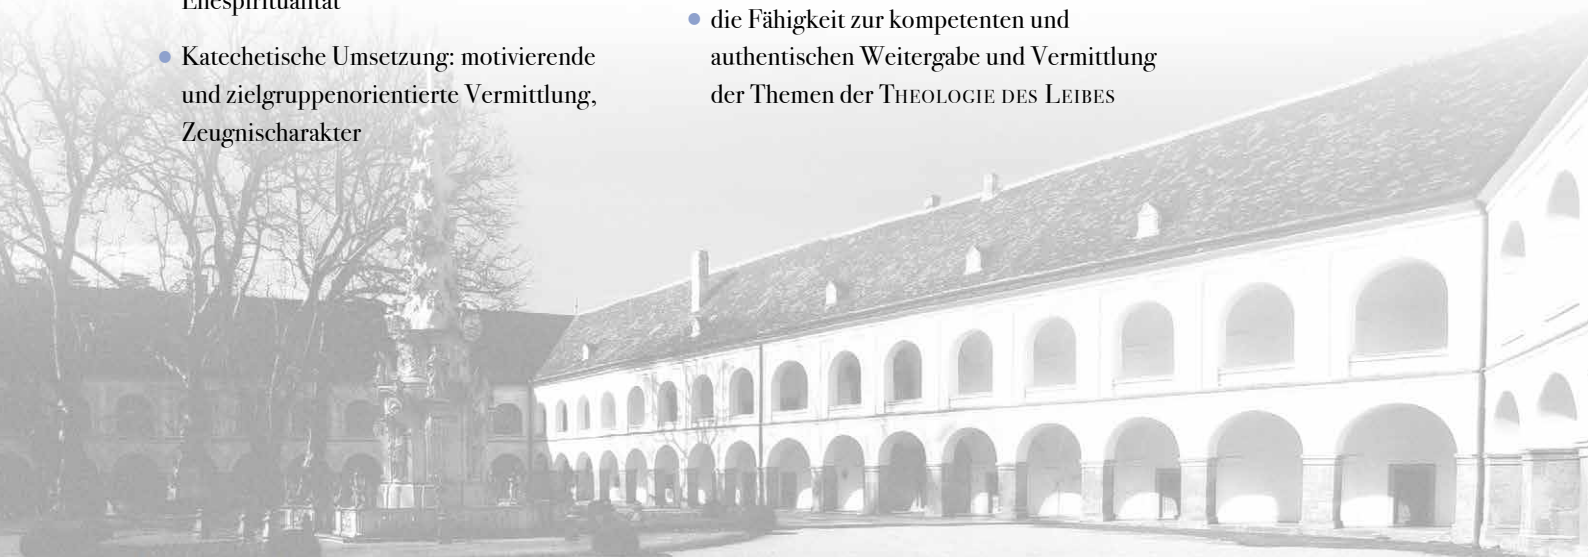 Ehespiritualität
• Katechetische Umsetzung: motivierende
und zielgruppenorientierte Vermittlung,
Zeugnischarakter
• die Fähigkeit zur kompetenten und
authentischen Weitergabe und Vermittlung
der Themen der THEOLOGIE DES LEIBES